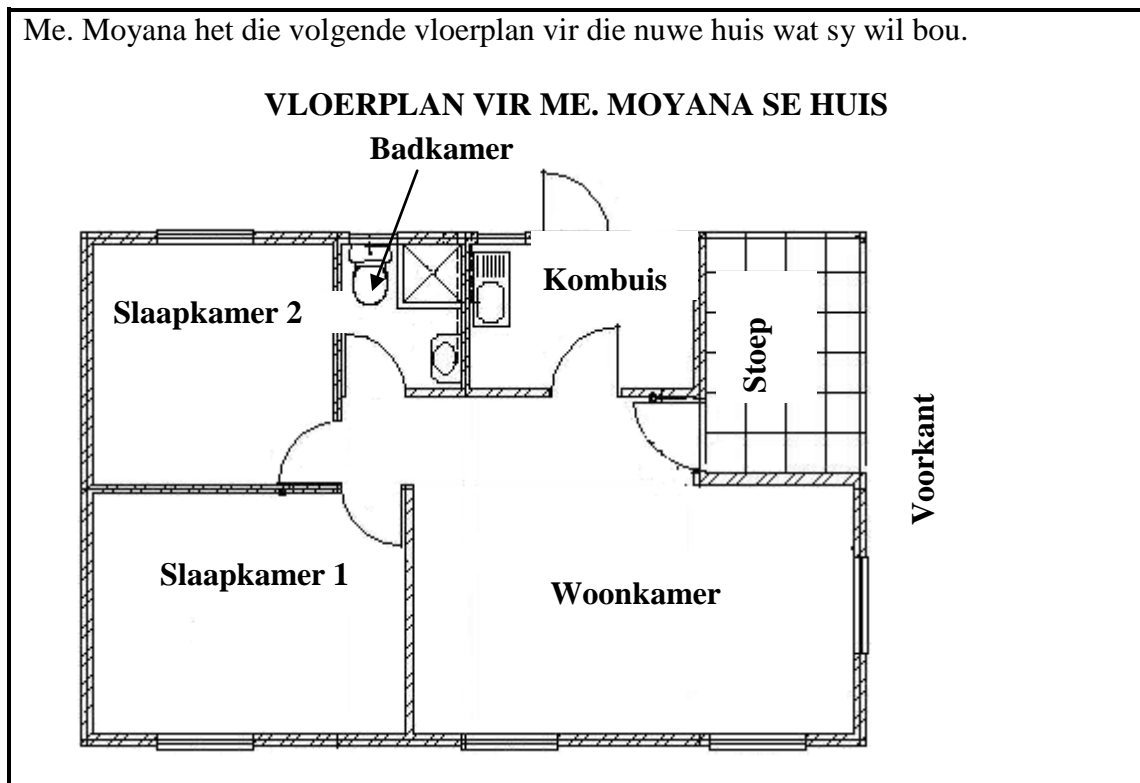 Me. Moyana het die volgende vloerplan vir die nuwe huis wat sy wil bou.
VLOERPLAN VIR ME. MOYANA SE HUIS
Badkamer
Kombuis
Slaapkamer 2
Stoep
Voorkant
Slaapkamer 1
Woonkamer